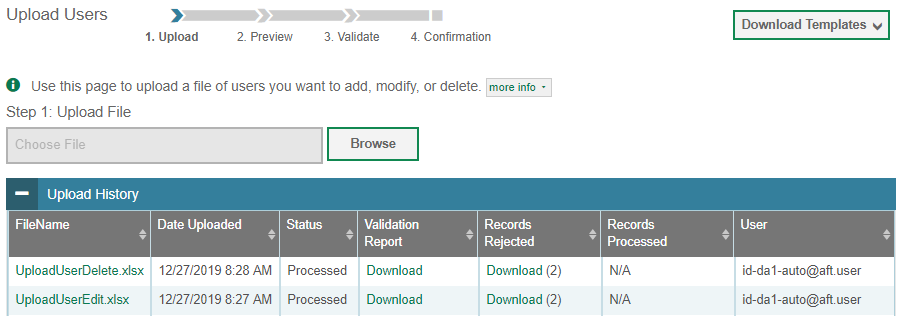 Upload Users
Download Templates
1. Upload 2. Preview 3. Validate 4. Confirmation
Use this page to upload a file of users you want to add, modify, or delete. more info
Step 1: Upload File
Choose File Browse
Upload History
FileName Date Uploaded Status Validation Report Records Rejected Records Processed User
UploadUserDelete.xlsx 12/27/2019 8:28 AM Processed Download Download (2) N/A id-da1-auto@aft.user
UploadUserEdit.xlsx 12/27/2019 8:27 AM Processed Download Download (2) N/A id-da1-auto@aft.user